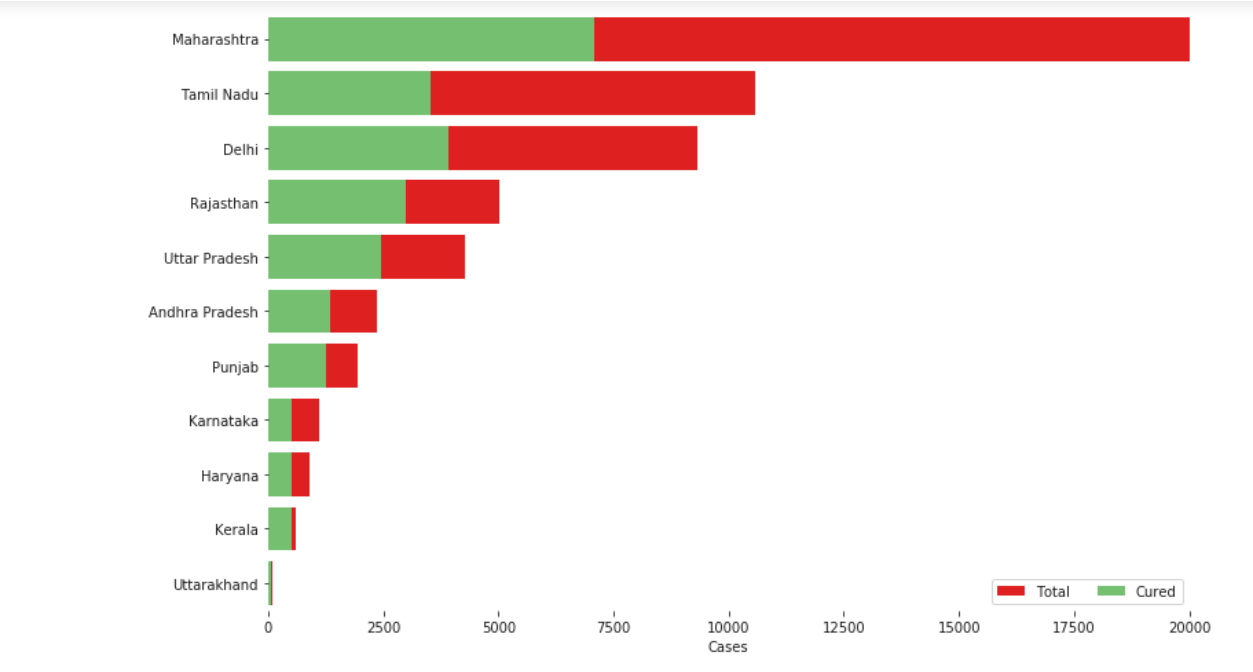 Maharashtra
Tamil Nadu
Delhi
Rajasthan
Uttar Pradesh
Andhra Pradesh
Punjab
Karnataka
Haryana
Kerala
Uttarakhand
Total Cured
0 2500 5000 7500 10000 12500 15000 17500 20000
Cases